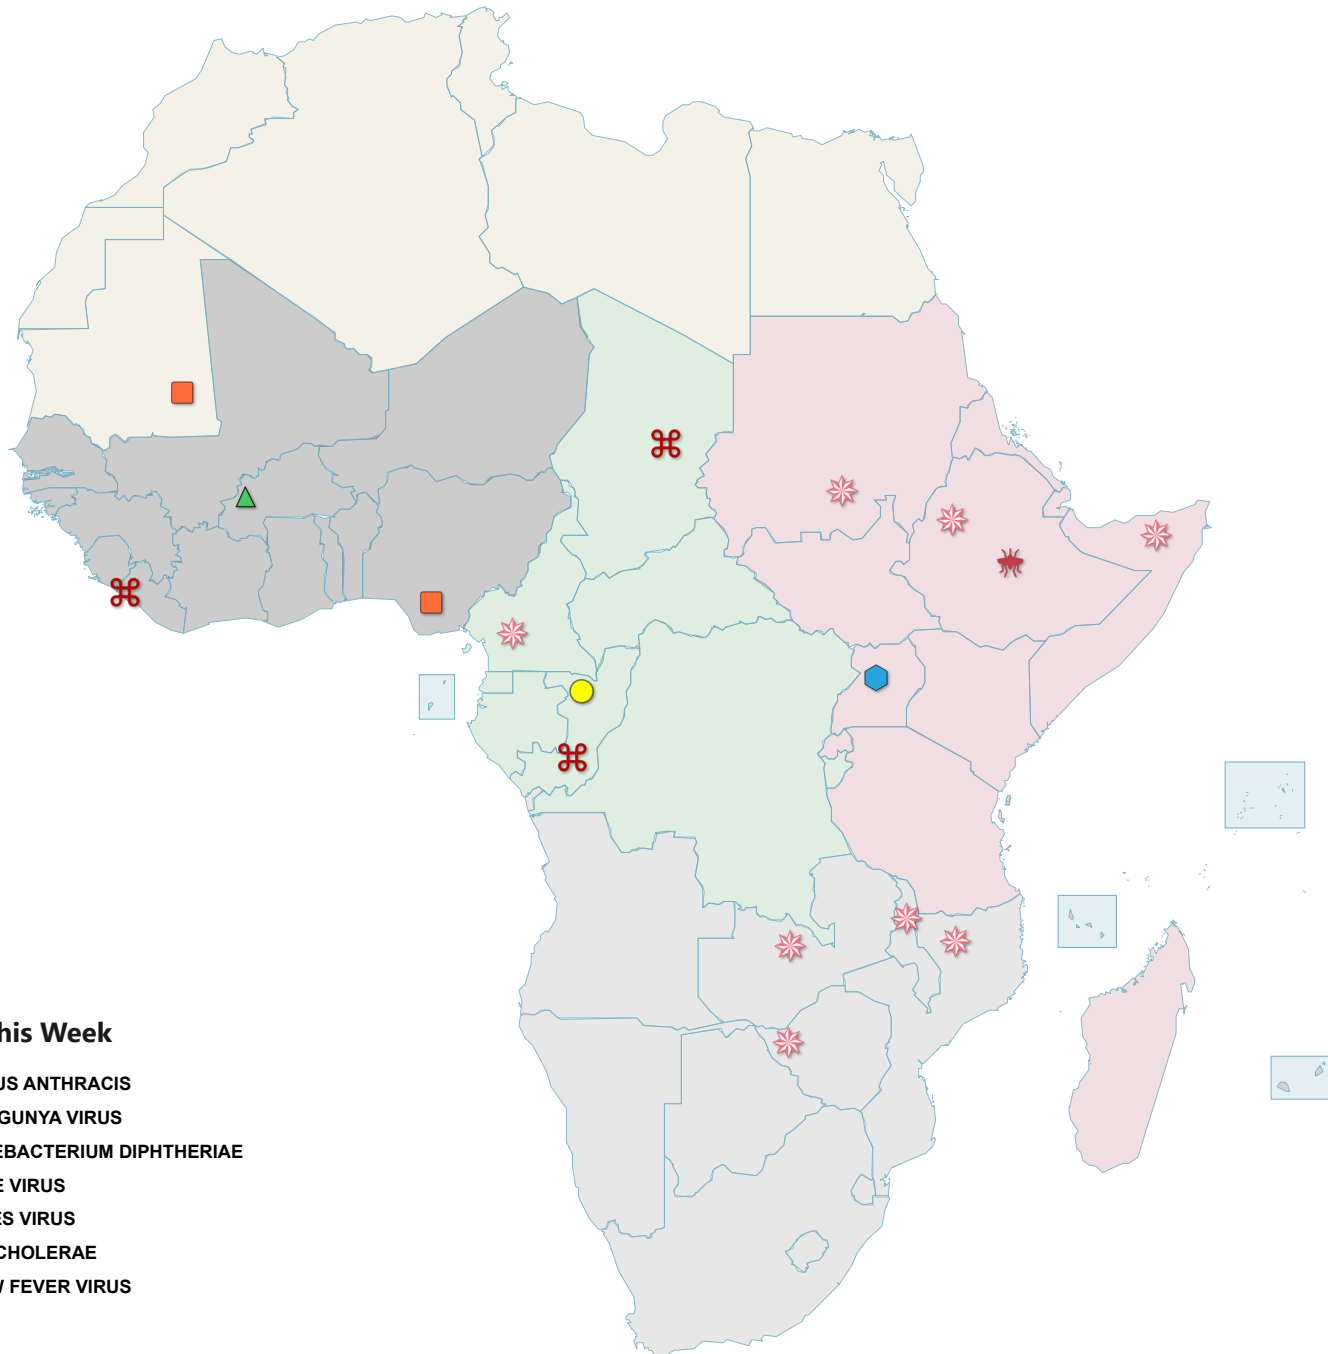 his Week
US ANTHRACIS
GUNYA VIRUS
EBACTERIUM DIPHTHERIAE
E VIRUS
ES VIRUS
CHOLERAE
FEVER VIRUS